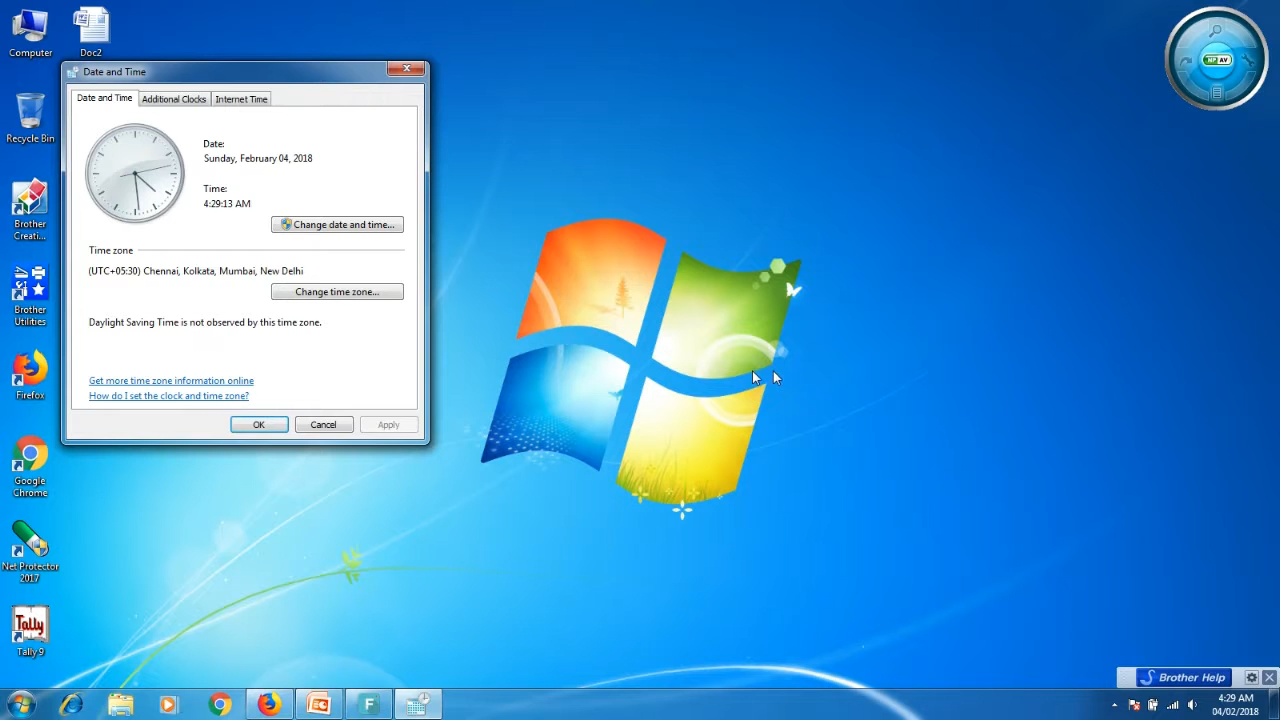 Computer
Doc2
Recycle Bin
Brother
Creati...
Brother
Utilities
Firefox
Google
Chrome
Net Protector
2017
Tally
Tally 9
Date and Time
Date and Time
Additional Clocks
Internet Time
Date:
Sunday, February 04, 2018
Time:
4:29:13 AM
Change date and time...
Time zone
(UTC+05:30) Chennai, Kolkata, Mumbai, New Delhi
Change time zone...
Daylight Saving Time is not observed by this time zone.
Get more time zone information online
How do I set the clock and time zone?
OK
Cancel
Apply
NP AV
Brother Help
F
4:29 AM
04/02/2018